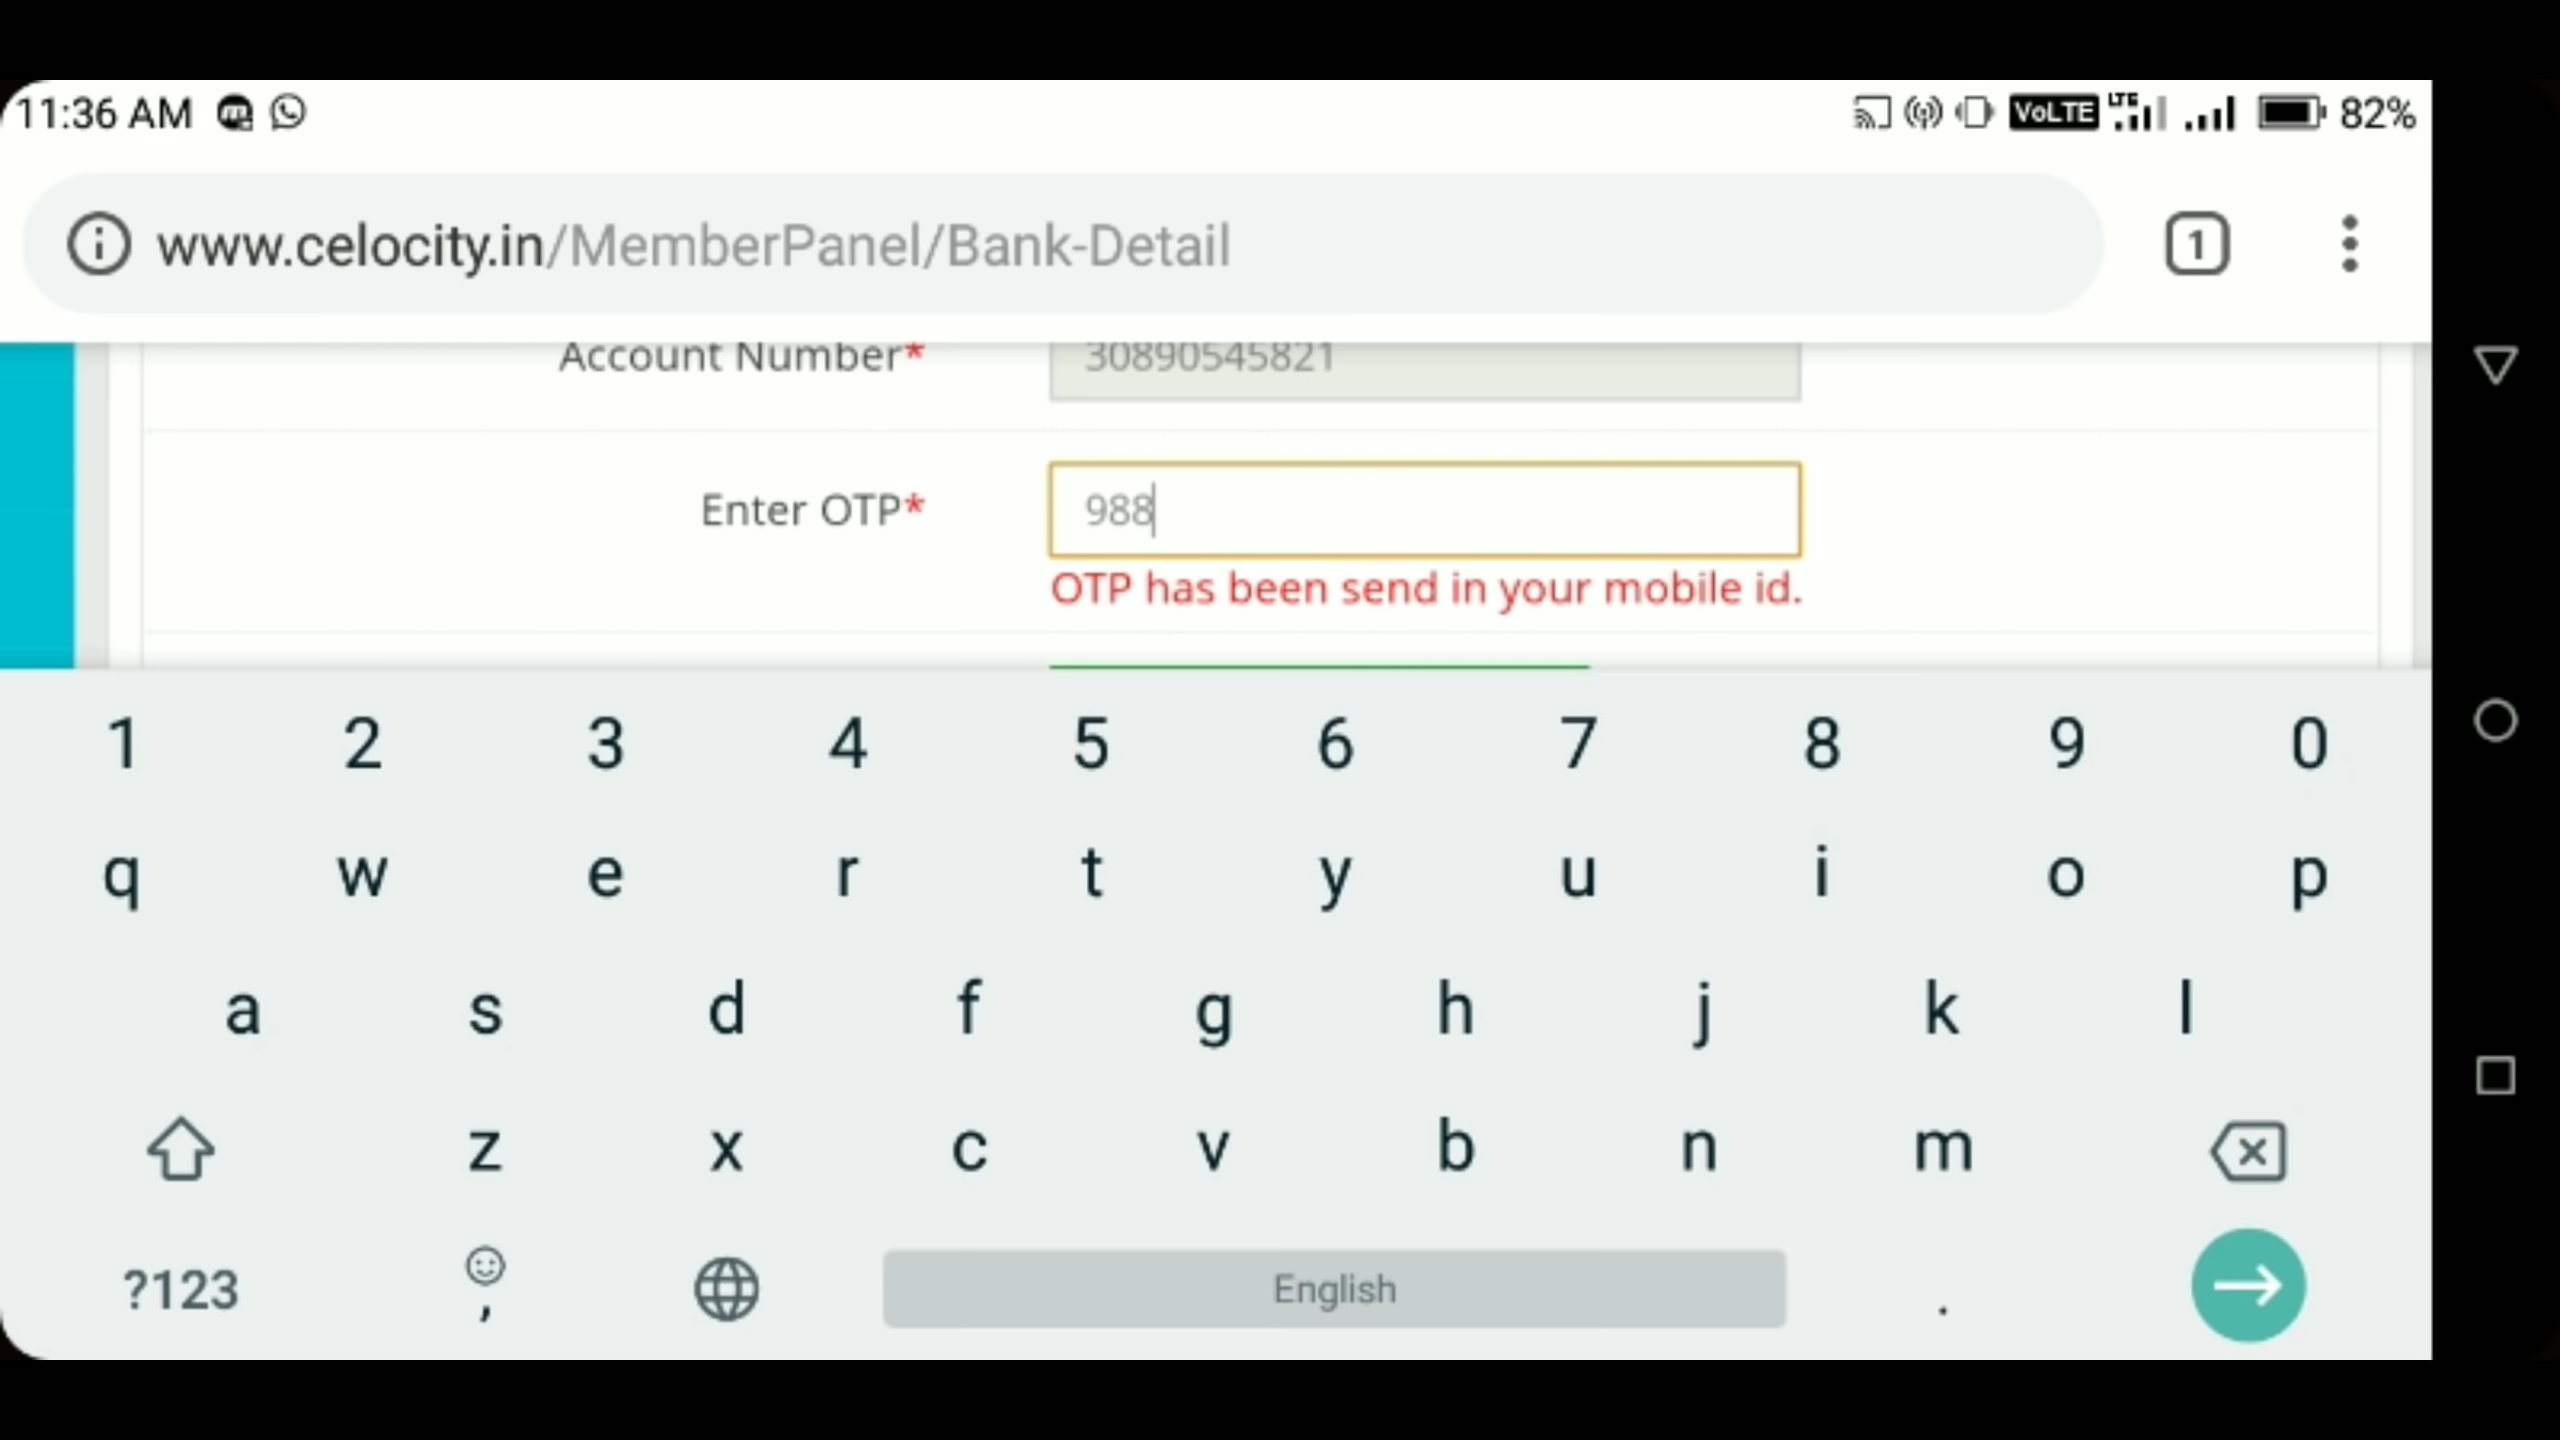 11:36 AM VoLTE LTE 82%
www.celocity.in/MemberPanel/Bank-Detail 1
Account Number* 30890545821
Enter OTP* 988
OTP has been send in your mobile id.
1 2 3 4 5 6 7 8 9 0
q w e r t y u i o p
a s d f g h j k l
z x c v b n m
?123 , English .